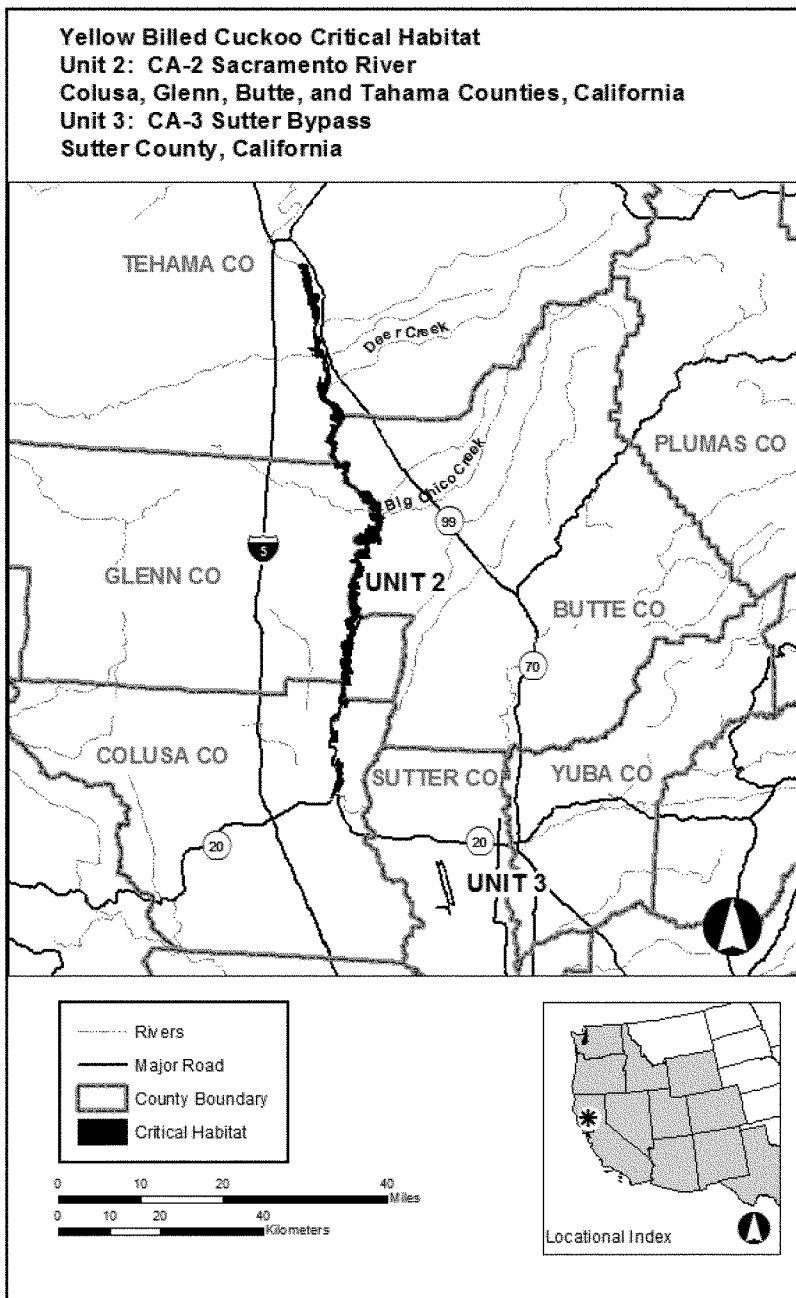 Yellow Billed Cuckoo Critical Habitat
Unit 2: CA-2 Sacramento River
Colusa, Glenn, Butte, and Tahama Counties, California
Unit 3: CA-3 Sutter Bypass
Sutter County, California
TEHAMA CO
Deer Creek
PLUMAS CO
Big Chico Creek
99
5
GLENN CO
UNIT 2
BUTTE CO
70
COLUSA CO
SUTTER CO
YUBA CO
20
20
UNIT 3
Rivers
Major Road
County Boundary
Critical Habitat
0 10 20 40
Miles
0 10 20 40
Kilometers
Locational Index